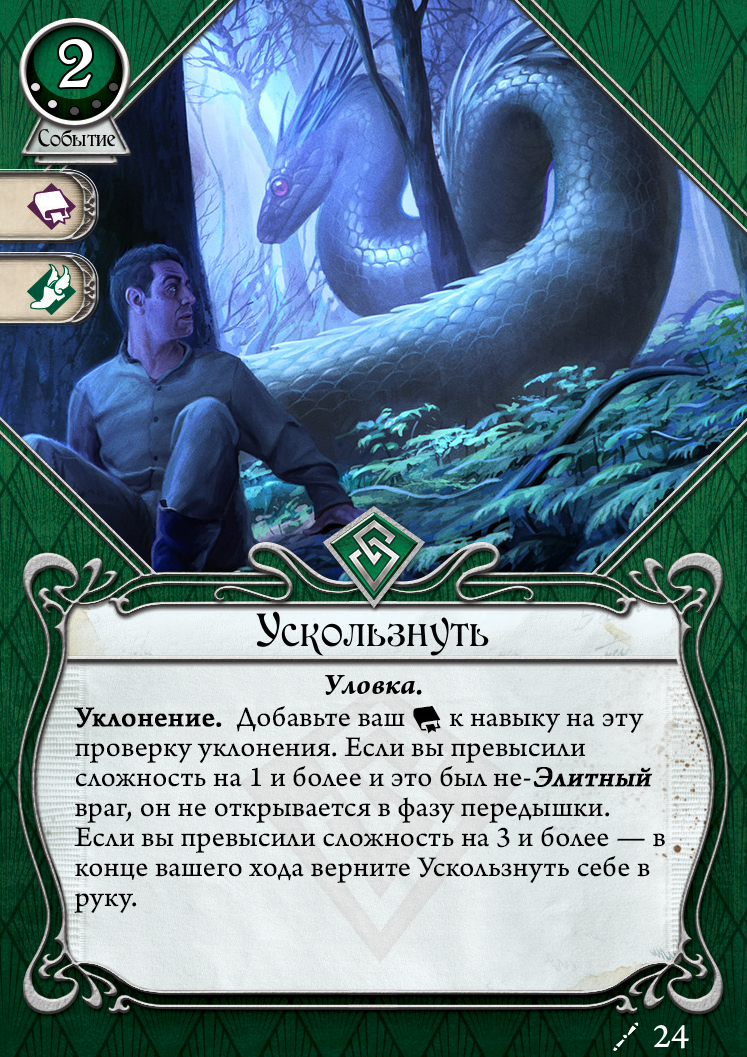 2
Событие
Ускользнуть
Уловка.
Уклонение. Добавьте ваш к навыку на эту
проверку уклонения. Если вы превысили
сложность на 1 и более и это был не-Элитный
враг, он не открывается в фазу передышки.
Если вы превысили сложность на 3 и более — в
конце вашего хода верните Ускользнуть себе в
руку.
24